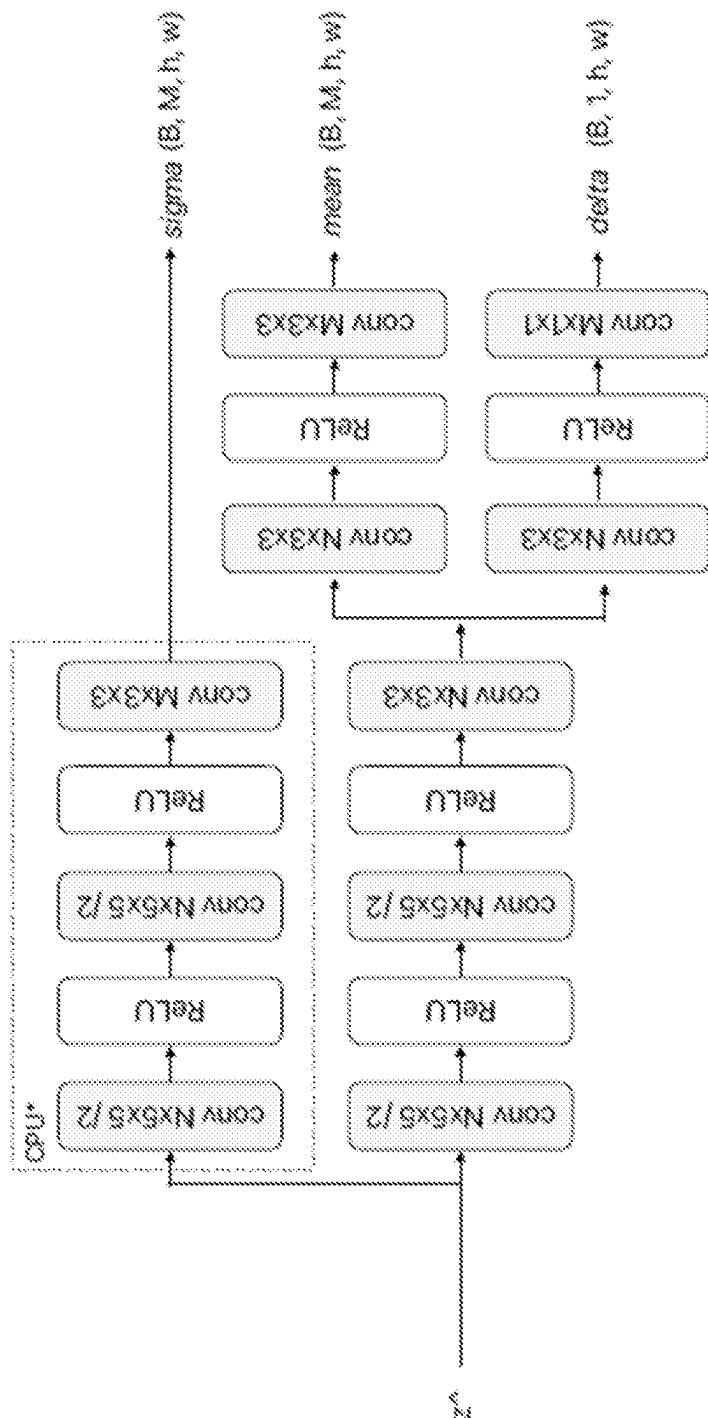 sigma (B, M, h, w)
mean (B, M, h, w)
delta (B, 1, h, w)
conv Mx3x3
conv Mx1x1
ReLU
ReLU
conv Nx3x3
conv Nx3x3
CPU*
conv Mx3x3
conv Nx3x3
ReLU
ReLU
conv Nx5x5 /2
conv Nx5x5 /2
ReLU
ReLU
conv Nx5x5 /2
conv Nx5x5 /2